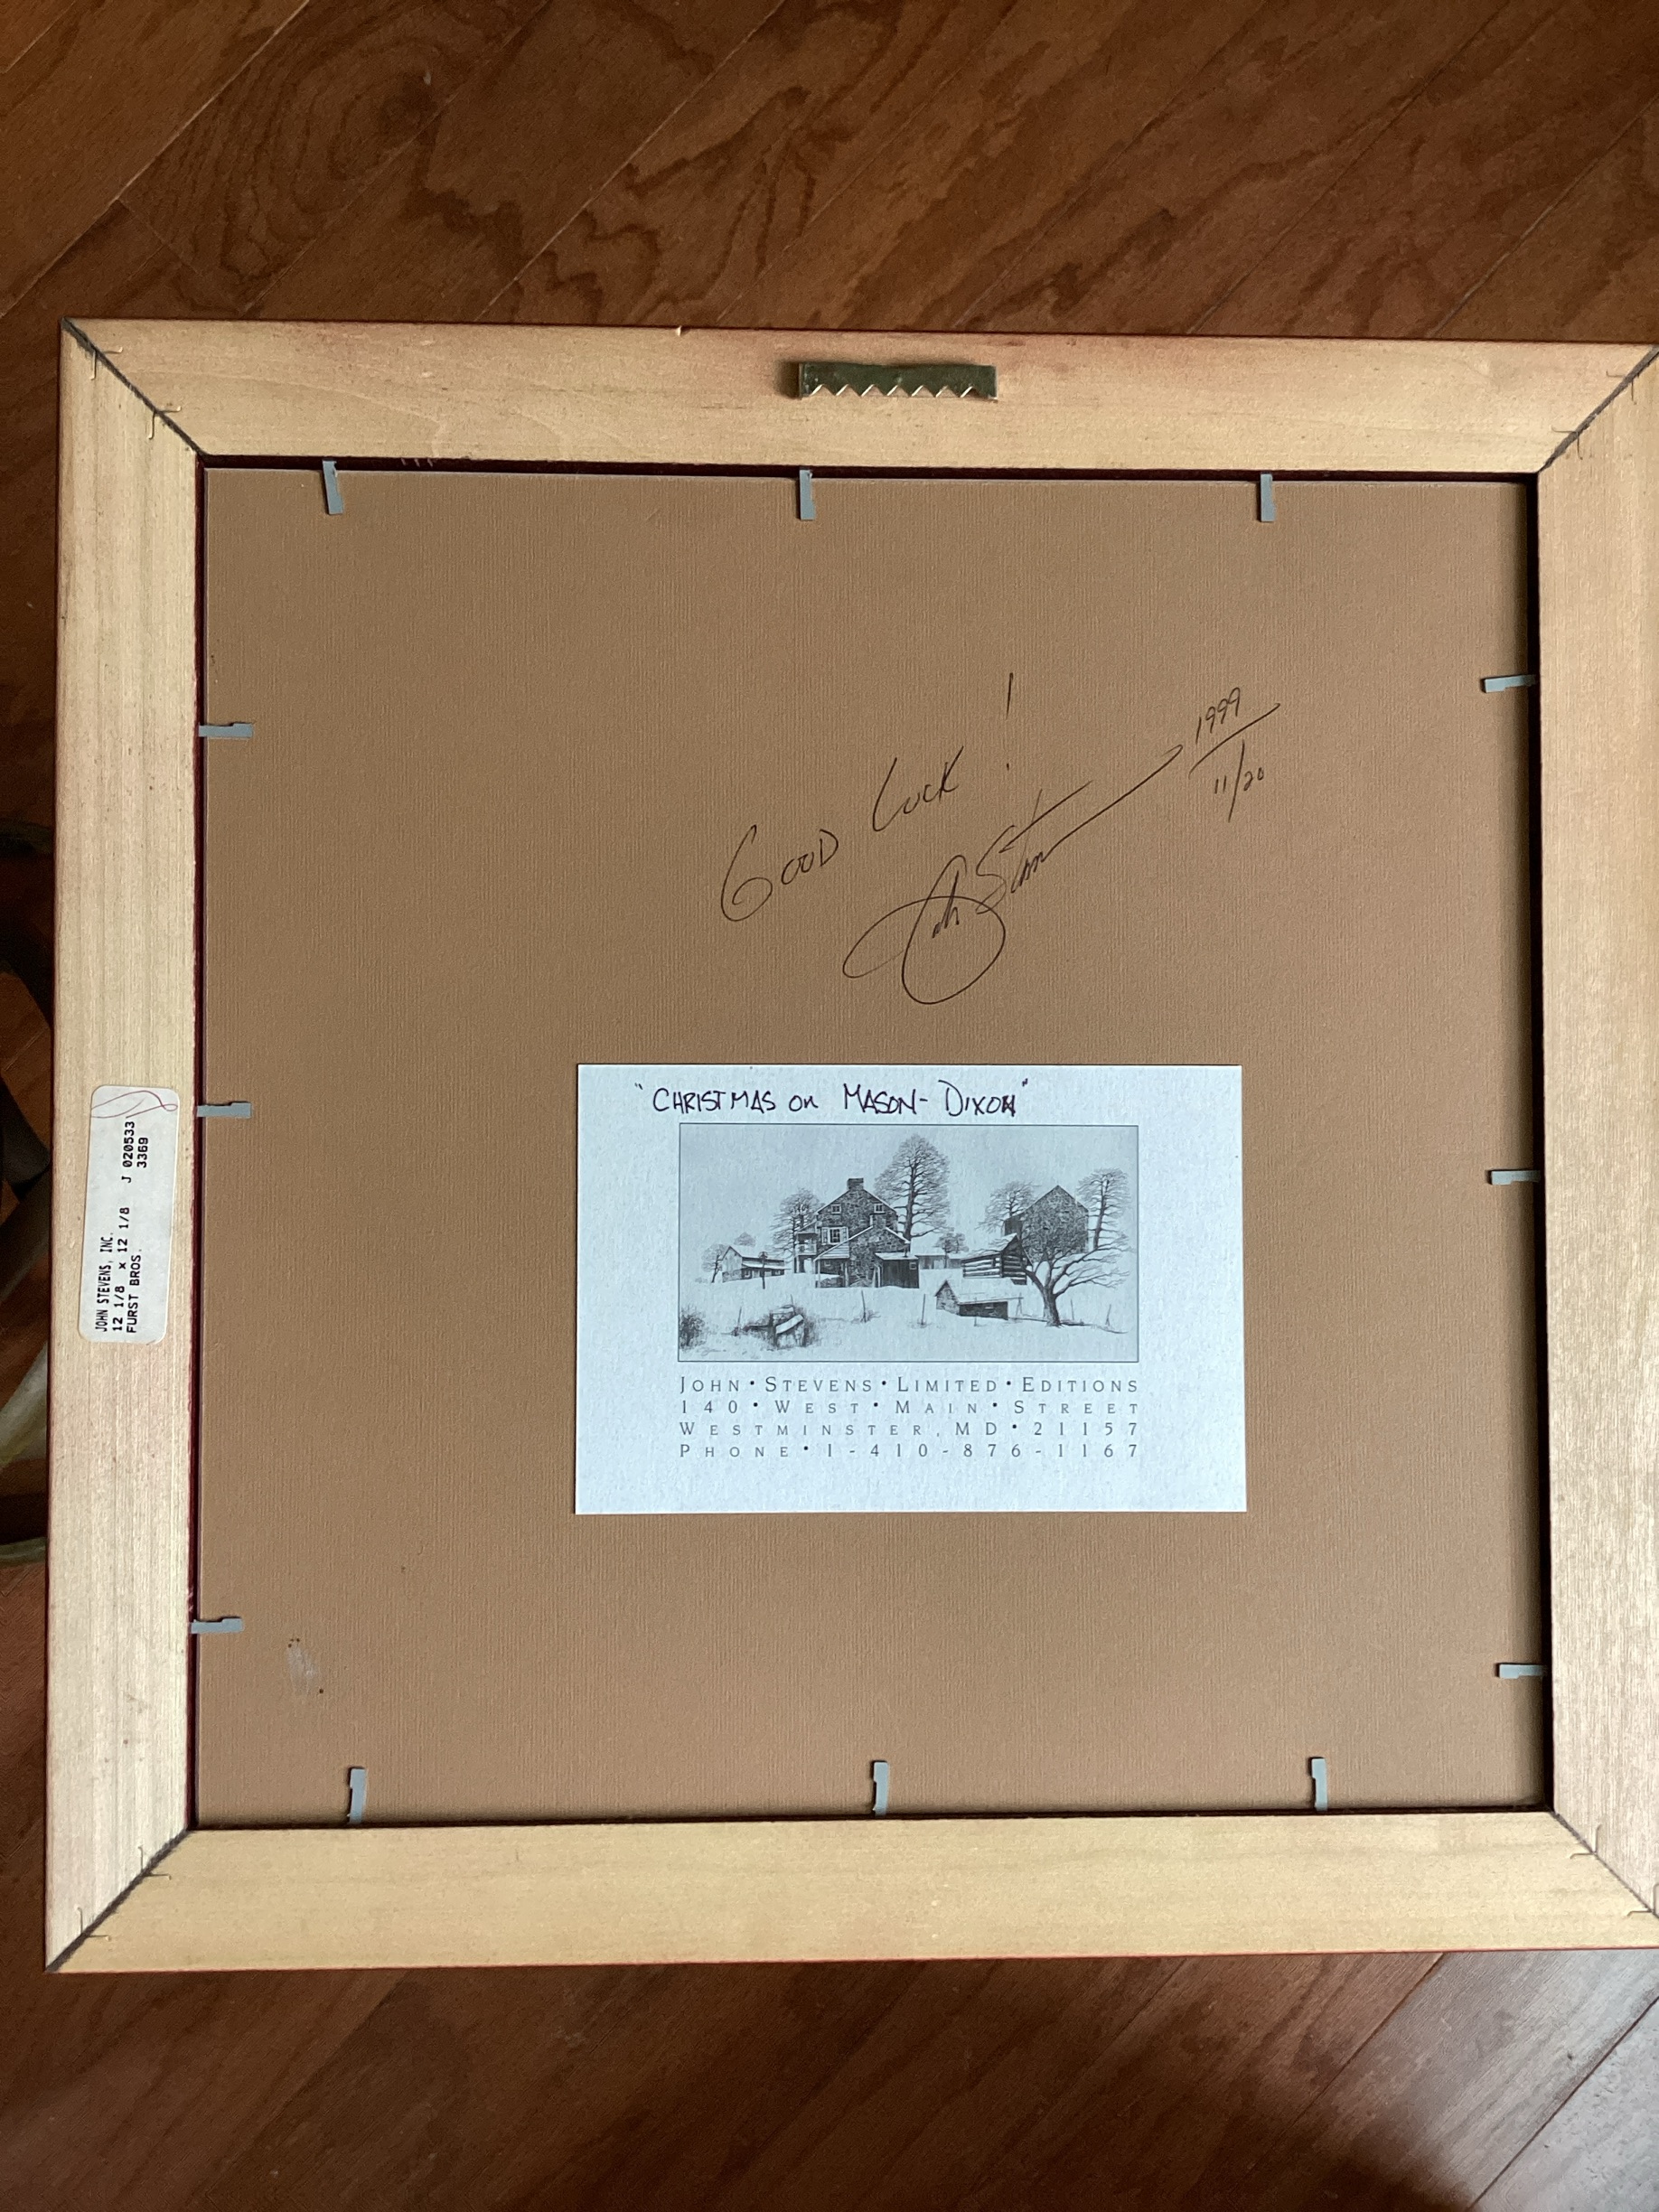 GOOD LUCK!
John Stevens
1999
11/20
"CHRISTMAS ON MASON-DIXON"
JOHN • STEVENS • LIMITED • EDITIONS
140 • WEST • MAIN • STREET
WESTMINSTER, MD • 21157
PHONE • 1-410-876-1167
JOHN STEVENS, INC. J 020533
12 1/8 x 12 1/8 3369
FURST BROS.